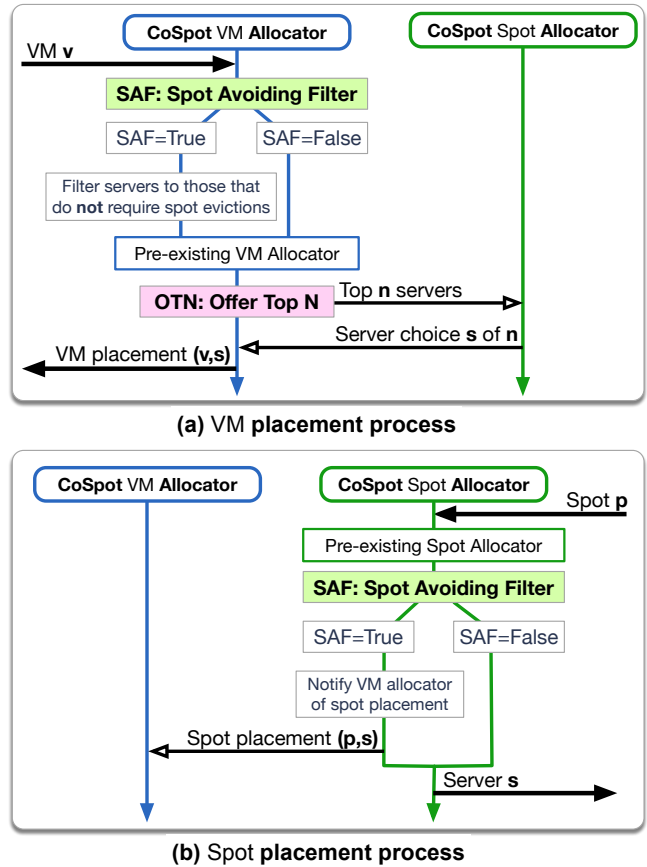 CoSpot VM Allocator
CoSpot Spot Allocator
VM v
SAF: Spot Avoiding Filter
SAF=True
SAF=False
Filter servers to those that
do not require spot evictions
Pre-existing VM Allocator
OTN: Offer Top N
Top n servers
Server choice s of n
VM placement (v,s)
(a) VM placement process
CoSpot VM Allocator
CoSpot Spot Allocator
Spot p
Pre-existing Spot Allocator
SAF: Spot Avoiding Filter
SAF=True
SAF=False
Notify VM allocator
of spot placement
Spot placement (p,s)
Server s
(b) Spot placement process